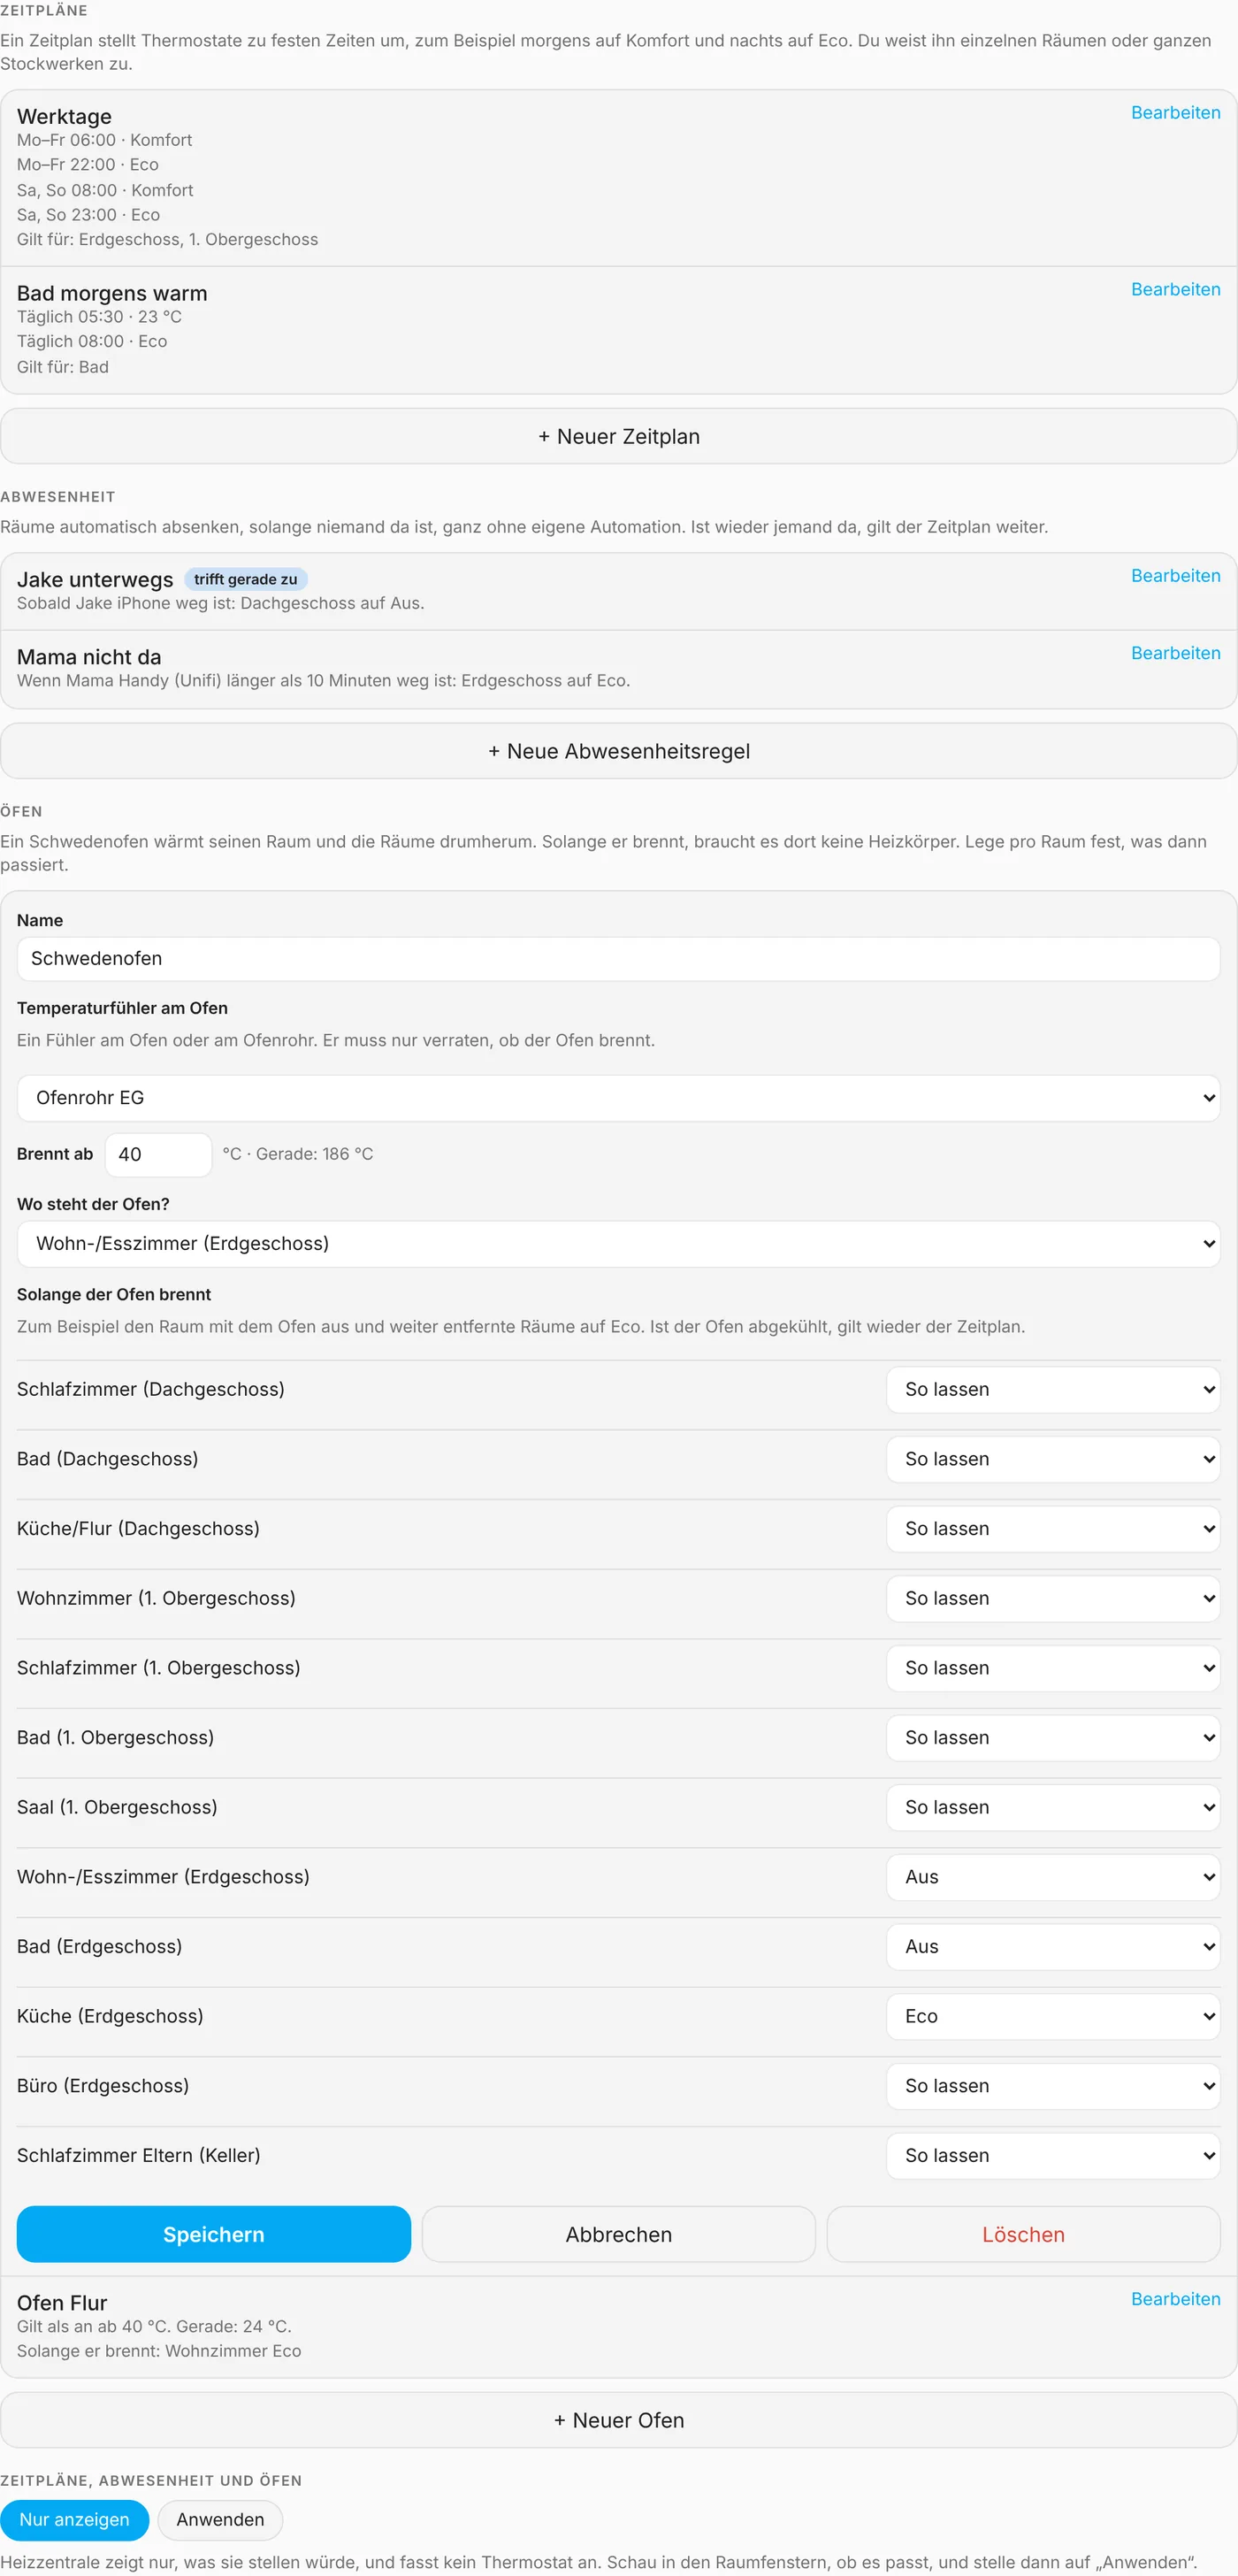 ZEITPLÄNE
Ein Zeitplan stellt Thermostate zu festen Zeiten um, zum Beispiel morgens auf Komfort und nachts auf Eco. Du weist ihn einzelnen Räumen oder ganzen
Stockwerken zu.
Werktage
Bearbeiten
Mo–Fr 06:00 · Komfort
Mo–Fr 22:00 · Eco
Sa, So 08:00 · Komfort
Sa, So 23:00 · Eco
Gilt für: Erdgeschoss, 1. Obergeschoss
Bad morgens warm
Bearbeiten
Täglich 05:30 · 23 °C
Täglich 08:00 · Eco
Gilt für: Bad
+ Neuer Zeitplan
ABWESENHEIT
Räume automatisch absenken, solange niemand da ist, ganz ohne eigene Automation. Ist wieder jemand da, gilt der Zeitplan weiter.
Jake unterwegs trifft gerade zu
Bearbeiten
Sobald Jake iPhone weg ist: Dachgeschoss auf Aus.
Mama nicht da
Bearbeiten
Wenn Mama Handy (Unifi) länger als 10 Minuten weg ist: Erdgeschoss auf Eco.
+ Neue Abwesenheitsregel
ÖFEN
Ein Schwedenofen wärmt seinen Raum und die Räume drumherum. Solange er brennt, braucht es dort keine Heizkörper. Lege pro Raum fest, was dann
passiert.
Name
Schwedenofen
Temperaturfühler am Ofen
Ein Fühler am Ofen oder am Ofenrohr. Er muss nur verraten, ob der Ofen brennt.
Ofenrohr EG
Brennt ab 40 °C · Gerade: 186 °C
Wo steht der Ofen?
Wohn-/Esszimmer (Erdgeschoss)
Solange der Ofen brennt
Zum Beispiel den Raum mit dem Ofen aus und weiter entfernte Räume auf Eco. Ist der Ofen abgekühlt, gilt wieder der Zeitplan.
Schlafzimmer (Dachgeschoss) So lassen
Bad (Dachgeschoss) So lassen
Küche/Flur (Dachgeschoss) So lassen
Wohnzimmer (1. Obergeschoss) So lassen
Schlafzimmer (1. Obergeschoss) So lassen
Bad (1. Obergeschoss) So lassen
Saal (1. Obergeschoss) So lassen
Wohn-/Esszimmer (Erdgeschoss) Aus
Bad (Erdgeschoss) Aus
Küche (Erdgeschoss) Eco
Büro (Erdgeschoss) So lassen
Schlafzimmer Eltern (Keller) So lassen
Speichern Abbrechen Löschen
Ofen Flur
Bearbeiten
Gilt als an ab 40 °C. Gerade: 24 °C.
Solange er brennt: Wohnzimmer Eco
+ Neuer Ofen
ZEITPLÄNE, ABWESENHEIT UND ÖFEN
Nur anzeigen Anwenden
Heizzentrale zeigt nur, was sie stellen würde, und fasst kein Thermostat an. Schau in den Raumfenstern, ob es passt, und stelle dann auf „Anwenden“.